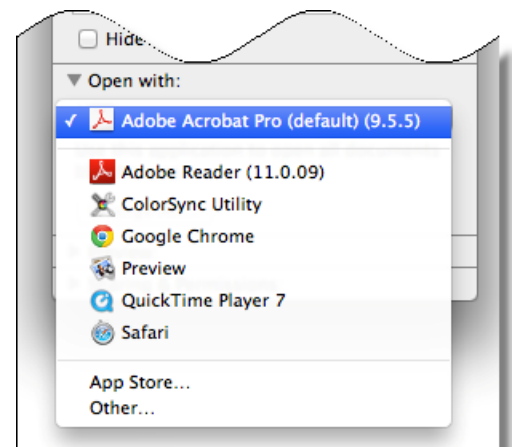 Hide
Open with:
Adobe Acrobat Pro (default) (9.5.5)
Adobe Reader (11.0.09)
ColorSync Utility
Google Chrome
Preview
QuickTime Player 7
Safari
App Store...
Other...